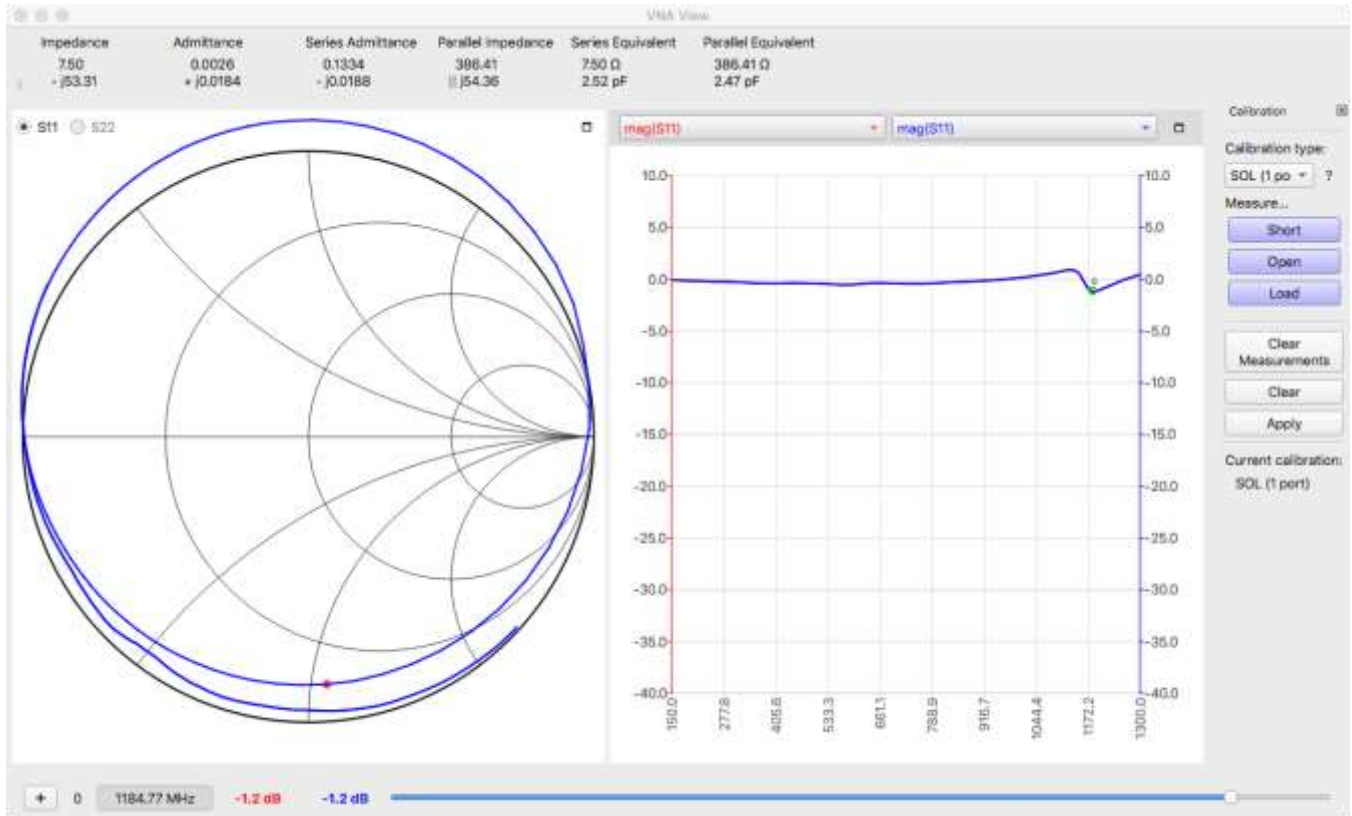 VNA View
Impedance Admittance Series Admittance Parallel Impedance Series Equivalent Parallel Equivalent
7.50 0.0026 0.1334 386.41 7.50 Ω 386.41 Ω
- j53.31 + j0.0184 - j0.0188 || j54.36 2.52 pF 2.47 pF
S11 S22
mag(S11) mag(S11)
10.0 10.0
5.0 5.0
0.0 0 0.0
-5.0 -5.0
-10.0 -10.0
-15.0 -15.0
-20.0 -20.0
-25.0 -25.0
-30.0 -30.0
-35.0 -35.0
-40.0 -40.0
150.0 277.8 405.6 533.3 661.1 788.9 916.7 1044.4 1172.2 1300.0
Calibration
Calibration type:
SOL (1 po ?
Measure...
Short
Open
Load
Clear
Measurements
Clear
Apply
Current calibration:
SOL (1 port)
+ 0 1184.77 MHz -1.2 dB -1.2 dB